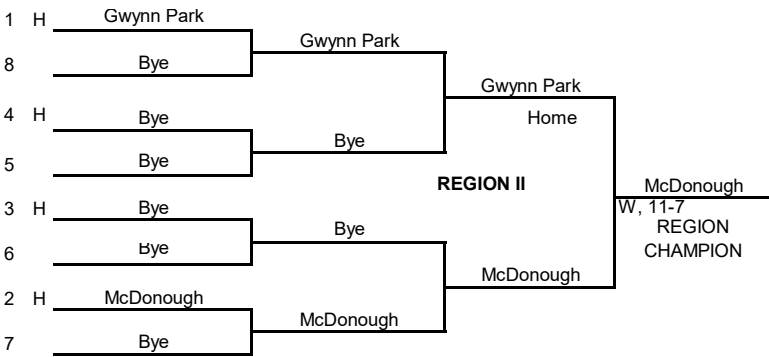 1 H Gwynn Park
Gwynn Park
8 Bye
Gwynn Park
4 H Bye
Home
Bye
5 Bye
REGION II
McDonough
3 H Bye
W, 11-7
Bye
REGION
6 Bye
CHAMPION
McDonough
2 H McDonough
McDonough
7 Bye